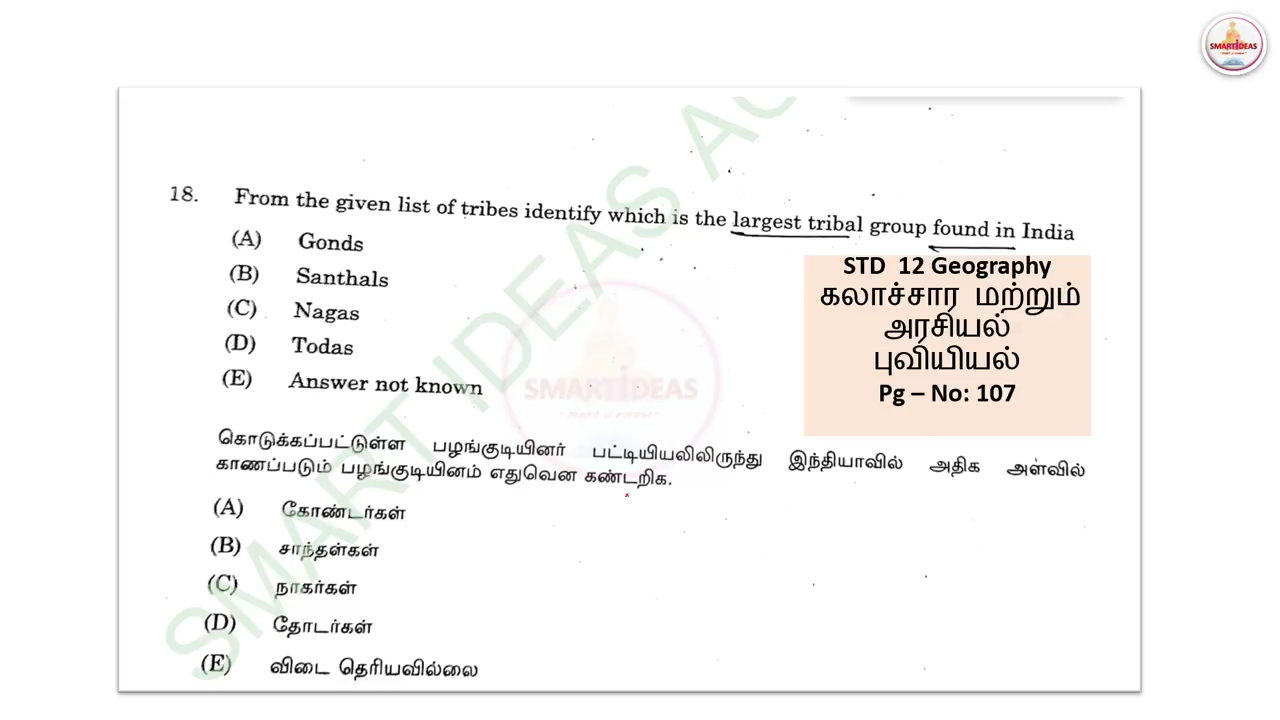 SMARTIDEAS
18. From the given list of tribes identify which is the largest tribal group found in India
(A) Gonds
(B) Santhals
(C) Nagas
(D) Todas
(E) Answer not known
STD 12 Geography
கலாச்சார மற்றும்
அரசியல்
புவியியல்
Pg – No: 107
SMARTIDEAS
கொடுக்கப்பட்டுள்ள பழங்குடியினர் பட்டியியலிலிருந்து இந்தியாவில் அதிக அளவில்
காணப்படும் பழங்குடியினம் எதுவென கண்டறிக.
(A) கோண்டர்கள்
(B) சாந்தள்கள்
(C) நாகர்கள்
(D) தோடர்கள்
(E) விடை தெரியவில்லை
SMART IDEAS